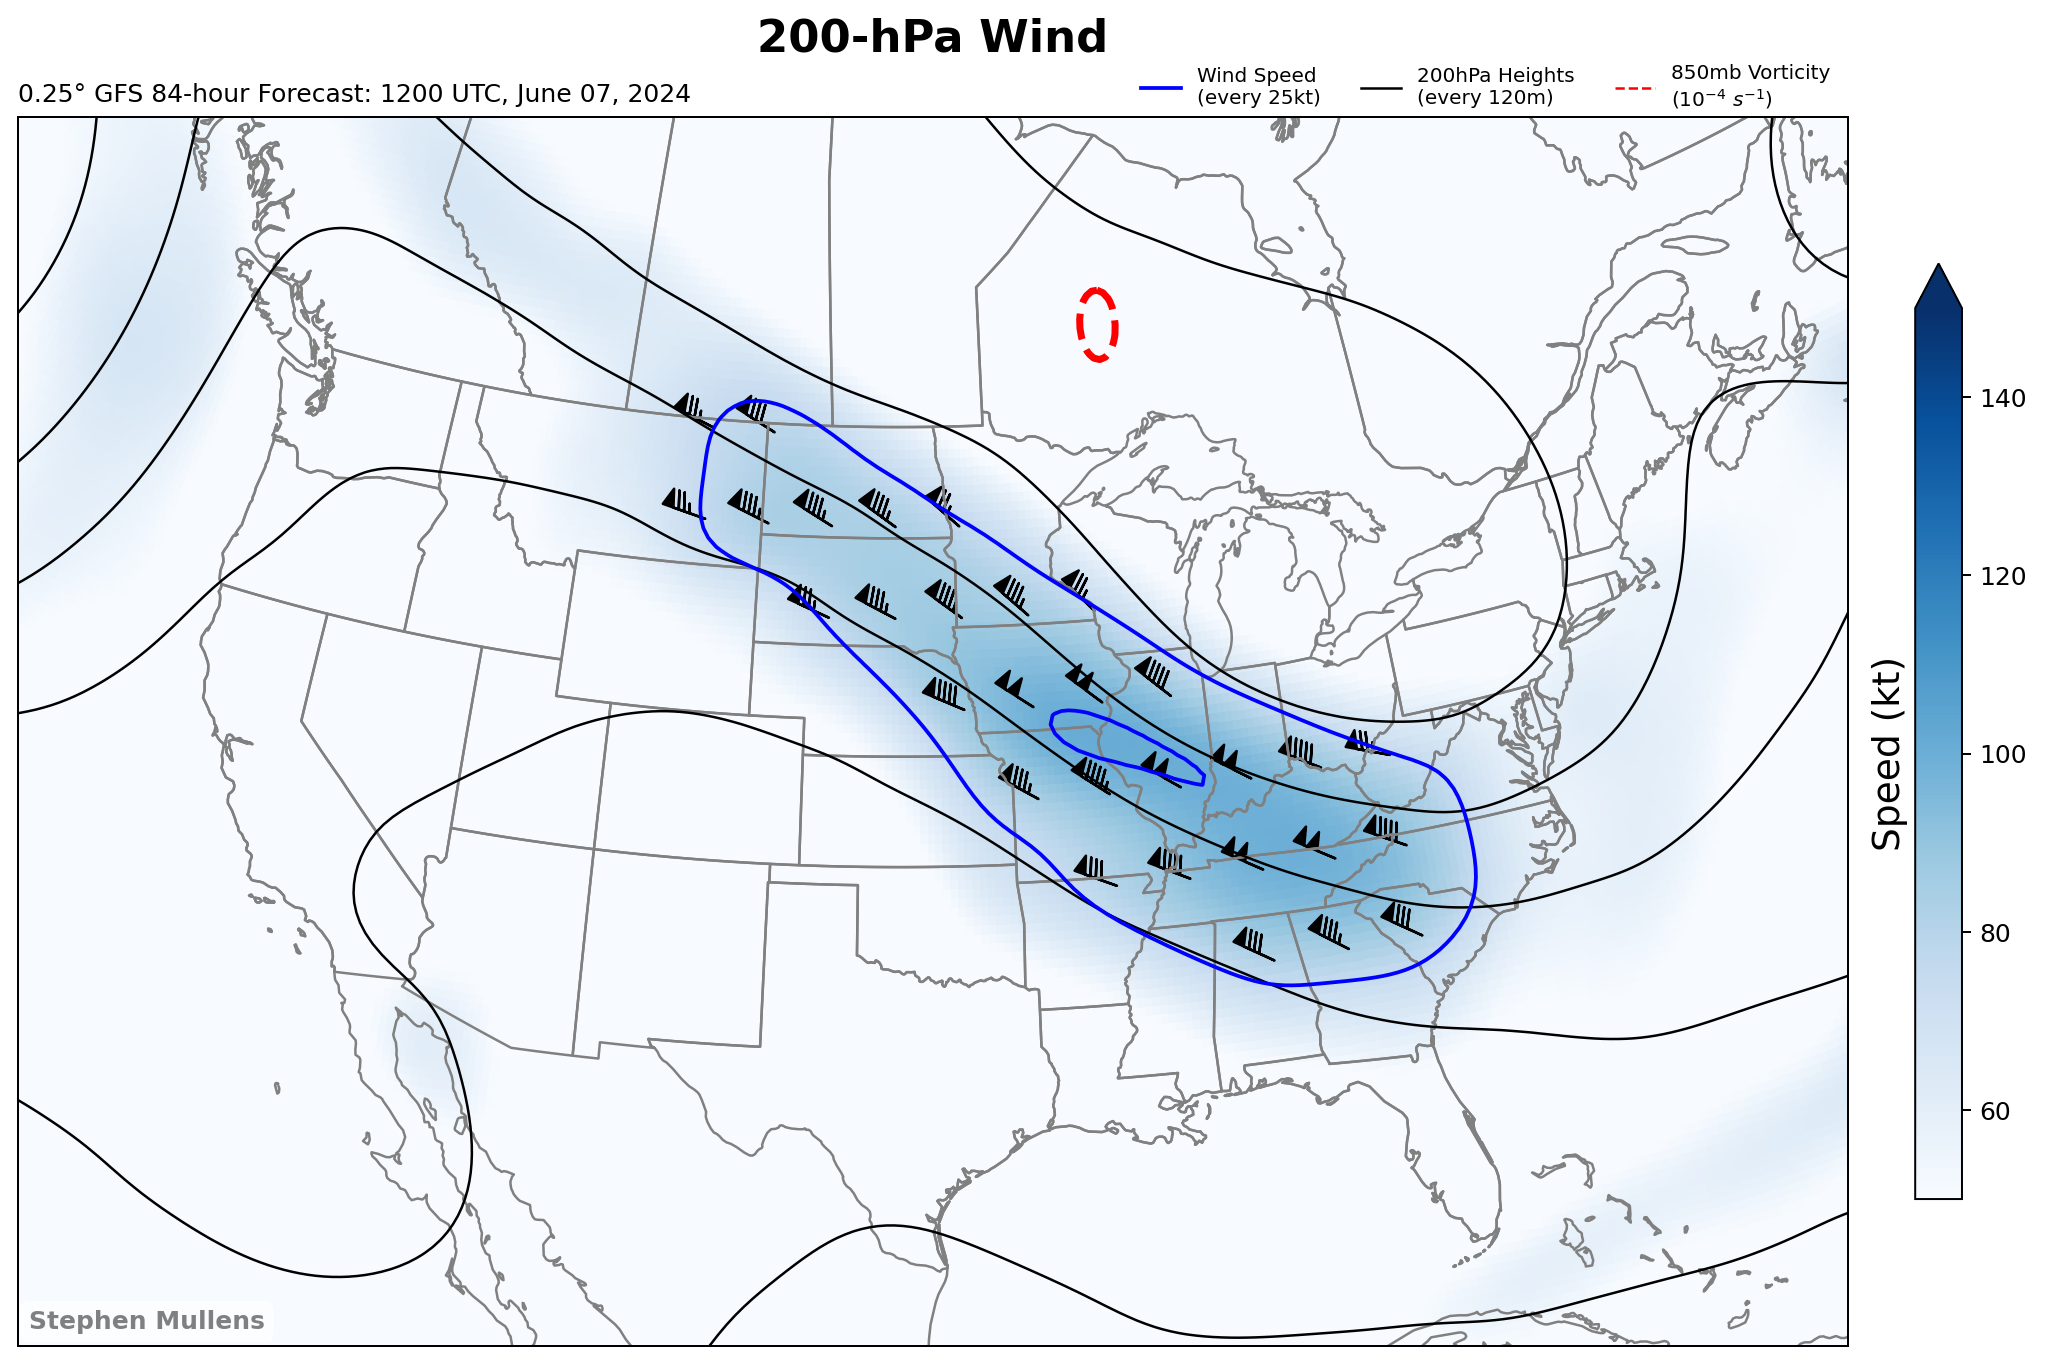 200-hPa Wind
0.25° GFS 84-hour Forecast: 1200 UTC, June 07, 2024
Wind Speed
(every 25kt)
200hPa Heights
(every 120m)
850mb Vorticity
(10⁻⁴ s⁻¹)
140
120
100
80
60
Speed (kt)
Stephen Mullens